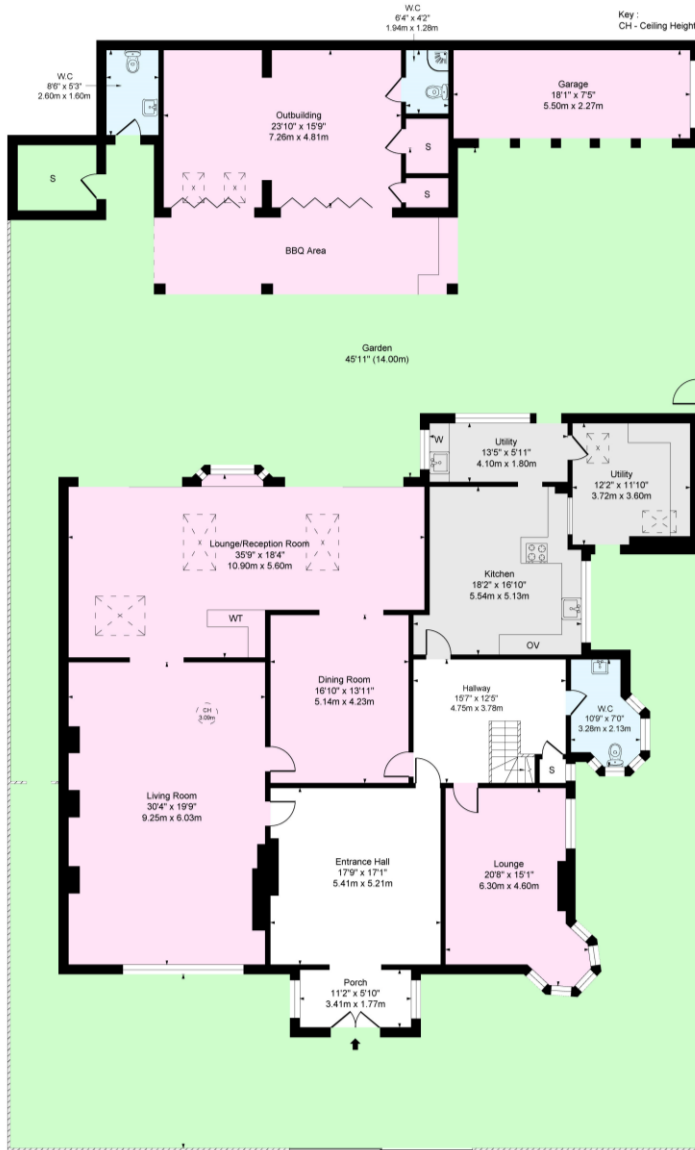 W.C
6'4" x 4'2"
1.94m x 1.28m
Key :
CH - Ceiling Height
W.C
8'6" x 5'3"
2.60m x 1.60m
Garage
18'1" x 7'5"
5.50m x 2.27m
Outbuilding
23'10" x 15'9"
7.26m x 4.81m
S
S
S
BBQ Area
Garden
45'11" (14.00m)
W
Utility
13'5" x 5'11"
4.10m x 1.80m
Utility
12'2" x 11'10"
3.72m x 3.60m
Lounge/Reception Room
35'9" x 18'4"
10.90m x 5.60m
Kitchen
18'2" x 16'10"
5.54m x 5.13m
WT
OV
Dining Room
16'10" x 13'11"
5.14m x 4.23m
Hallway
15'7" x 12'5"
4.75m x 3.78m
W.C
10'9" x 7'0"
3.28m x 2.13m
CH
3.09m
S
Living Room
30'4" x 19'9"
9.25m x 6.03m
Entrance Hall
17'9" x 17'1"
5.41m x 5.21m
Lounge
20'8" x 15'1"
6.30m x 4.60m
Porch
11'2" x 5'10"
3.41m x 1.77m